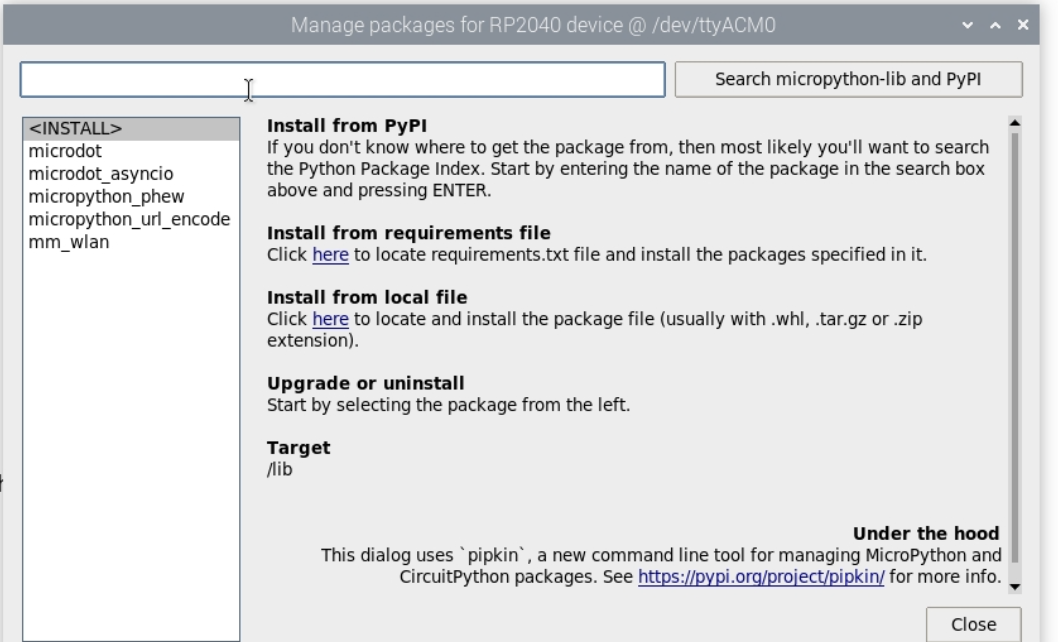 Manage packages for RP2040 device @ /dev/ttyACM0
Search micropython-lib and PyPI
<INSTALL>
microdot
microdot_asyncio
micropython_phew
micropython_url_encode
mm_wlan
Install from PyPI
If you don't know where to get the package from, then most likely you'll want to search
the Python Package Index. Start by entering the name of the package in the search box
above and pressing ENTER.
Install from requirements file
Click here to locate requirements.txt file and install the packages specified in it.
Install from local file
Click here to locate and install the package file (usually with .whl, .tar.gz or .zip
extension).
Upgrade or uninstall
Start by selecting the package from the left.
Target
/lib
Under the hood
This dialog uses `pipkin`, a new command line tool for managing MicroPython and
CircuitPython packages. See https://pypi.org/project/pipkin/ for more info.
Close